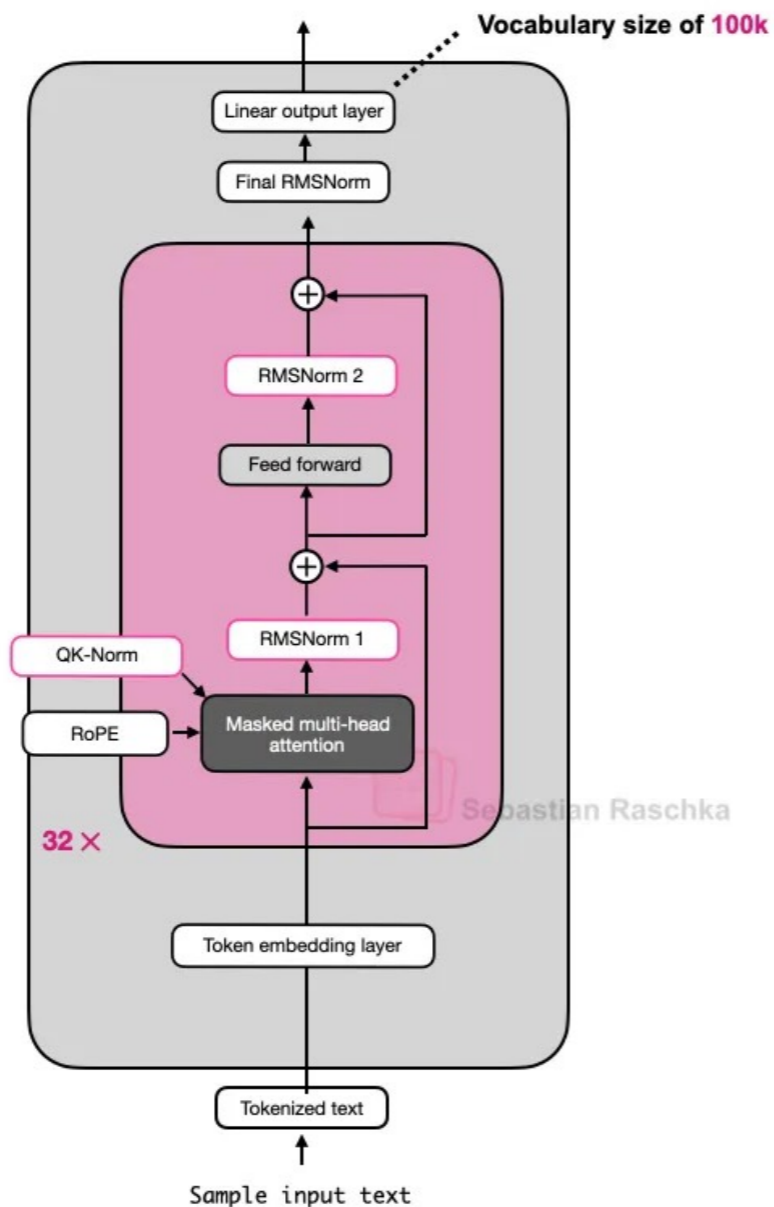 Vocabulary size of 100k
Linear output layer
Final RMSNorm
RMSNorm 2
Feed forward
RMSNorm 1
QK-Norm
Masked multi-head
attention
RoPE
Sebastian Raschka
32 ×
Token embedding layer
Tokenized text
Sample input text